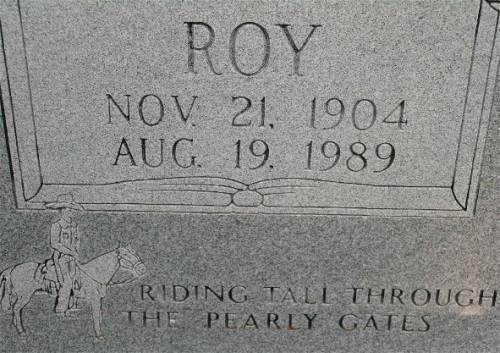 ROY
NOV. 21, 1904
AUG. 19, 1989
RIDING TALL THROUGH
THE PEARLY GATES